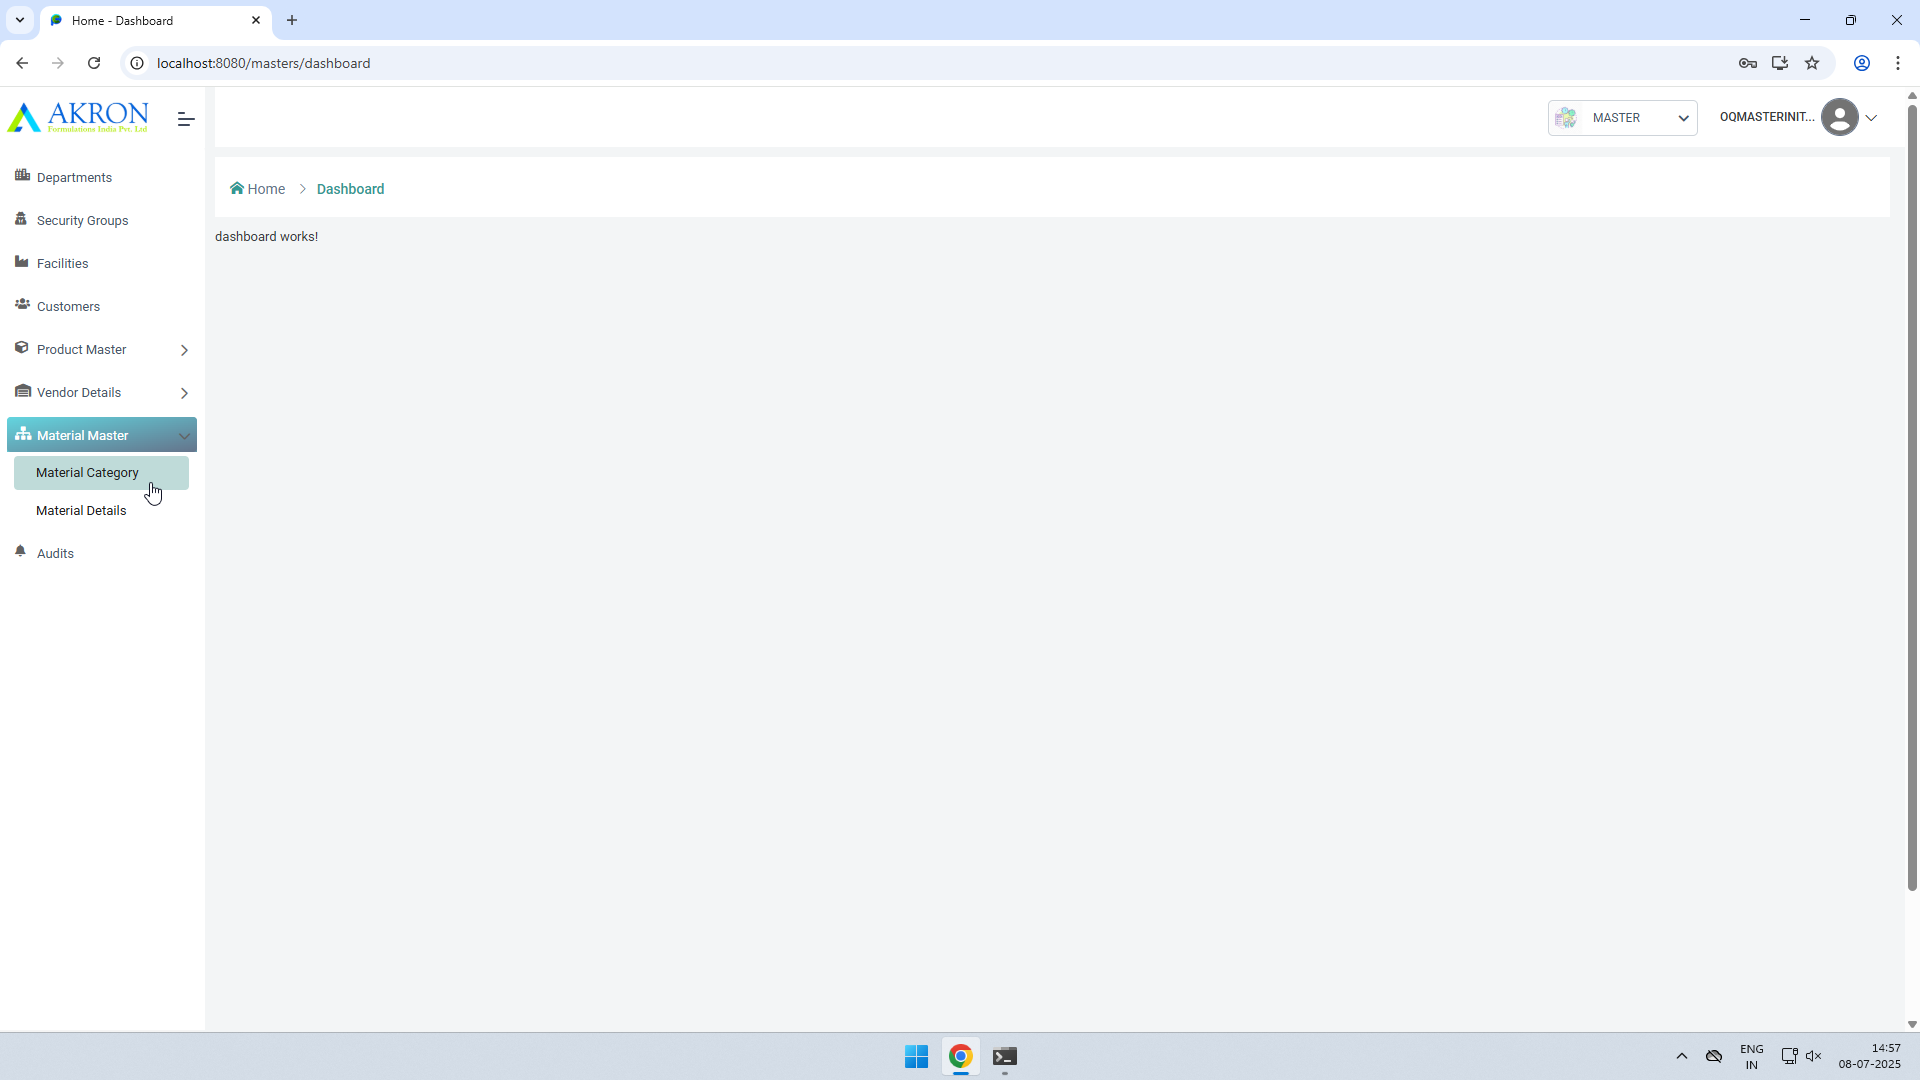 Home - Dashboard
localhost:8080/masters/dashboard
AKRON
Formulations India Pvt. Ltd
MASTER
OQMASTERINIT...
Departments
Security Groups
Facilities
Customers
Product Master
Vendor Details
Material Master
Material Category
Material Details
Audits
Home > Dashboard
dashboard works!
ENG
IN
14:57
08-07-2025